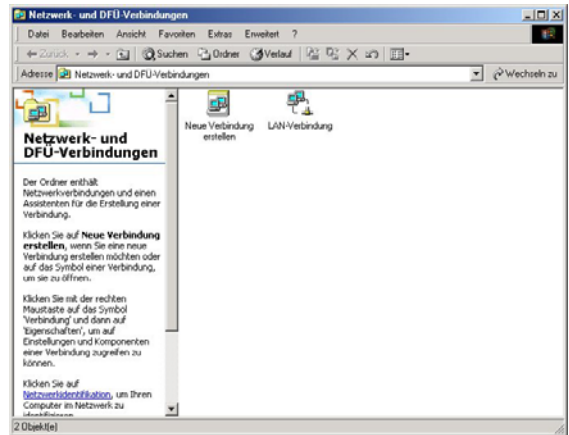 Netzwerk- und DFÜ-Verbindungen
Datei Bearbeiten Ansicht Favoriten Extras Erweitert ?
Zurück Suchen Ordner Verlauf
Adresse Netzwerk- und DFÜ-Verbindungen Wechseln zu
Netzwerk- und
DFÜ-Verbindungen
Der Ordner enthält
Netzwerkverbindungen und einen
Assistenten für die Erstellung einer
Verbindung.
Klicken Sie auf Neue Verbindung
erstellen, wenn Sie eine neue
Verbindung erstellen möchten oder
auf das Symbol einer Verbindung,
um sie zu öffnen.
Klicken Sie mit der rechten
Maustaste auf das Symbol
'Verbindung' und dann auf
'Eigenschaften', um auf
Einstellungen und Komponenten
einer Verbindung zugreifen zu
können.
Klicken Sie auf
Netzwerkidentifikation, um Ihren
Computer im Netzwerk zu
identifizieren
Neue Verbindung
erstellen
LAN-Verbindung
2 Objekt(e)